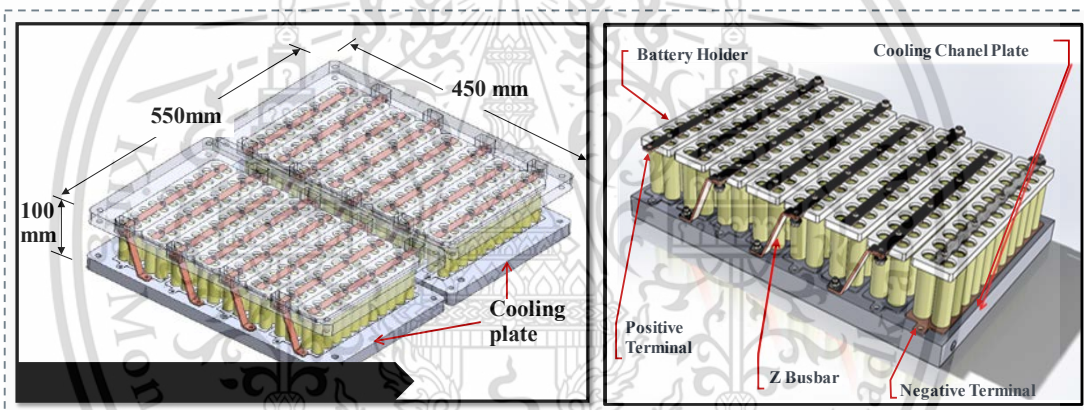 450 mm
550mm
100
mm
Cooling
plate
Battery Holder
Cooling Chanel Plate
Positive
Terminal
Z Busbar
Negative Terminal